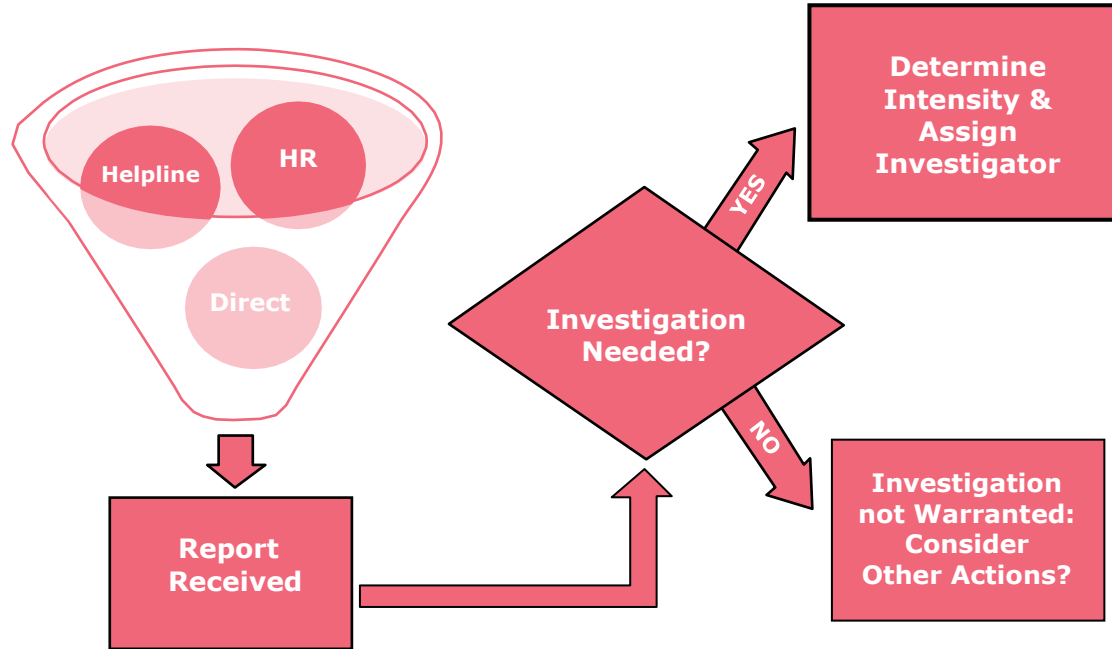 Helpline
HR
Direct
Report
Received
Investigation
Needed?
YES
NO
Determine
Intensity &
Assign
Investigator
Investigation
not Warranted:
Consider
Other Actions?